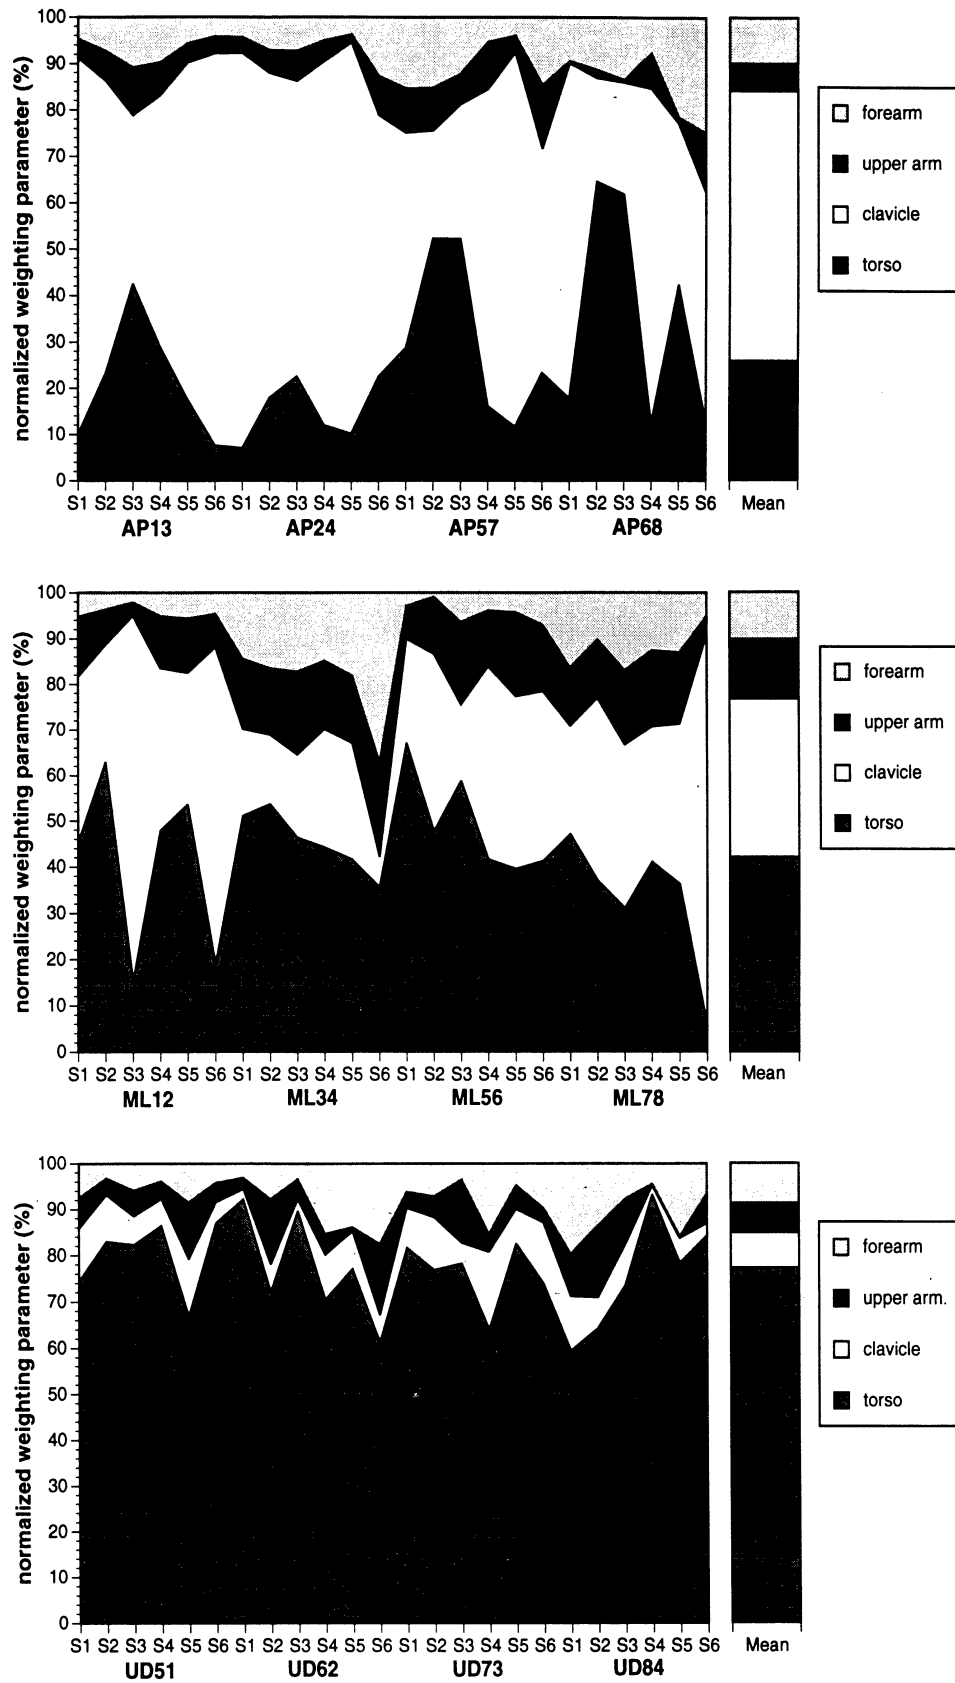 normalized weighting parameter (%)
100
90
80
70
60
50
40
30
20
10
0
S1 S2 S3 S4 S5 S6 S1 S2 S3 S4 S5 S6 S1 S2 S3 S4 S5 S6 S1 S2 S3 S4 S5 S6
AP13 AP24 AP57 AP68
Mean
forearm
upper arm
clavicle
torso
normalized weighting parameter (%)
100
90
80
70
60
50
40
30
20
10
0
S1 S2 S3 S4 S5 S6 S1 S2 S3 S4 S5 S6 S1 S2 S3 S4 S5 S6 S1 S2 S3 S4 S5 S6
ML12 ML34 ML56 ML78
Mean
forearm
upper arm
clavicle
torso
normalized weighting parameter (%)
100
90
80
70
60
50
40
30
20
10
0
S1 S2 S3 S4 S5 S6 S1 S2 S3 S4 S5 S6 S1 S2 S3 S4 S5 S6 S1 S2 S3 S4 S5 S6
UD51 UD62 UD73 UD84
Mean
forearm
upper arm.
clavicle
torso